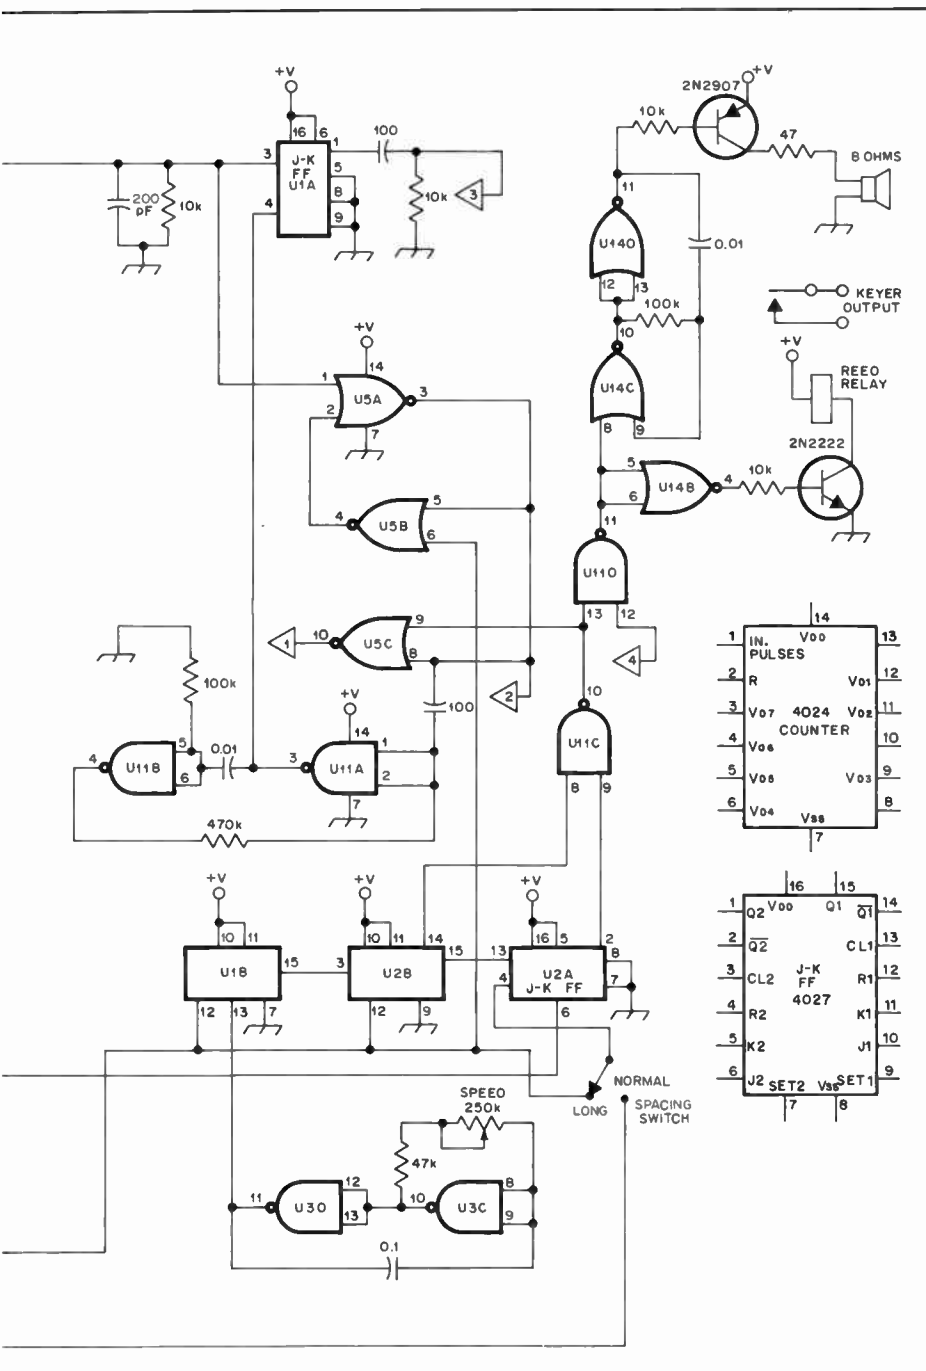 +V
16 6
3
J-K
FF
U1A
1
5
8
9
4
100
10k
3
200
pF
10k
2N2907
+V
10k
47
8 OHMS
11
U14D
12 13
0.01
100k
10
U14C
8 9
KEYER
OUTPUT
+V
REED
RELAY
2N2222
5
6
U14B
4
10k
11
U11D
13 12
4
+V
14
1
2
U5A
3
7
4
U5B
5
6
1
10
U5C
9
8
2
100k
100
10
U11C
8 9
4
U11B
5
6
0.01
3
+V
14
U11A
1
2
7
470k
14
1
IN.
PULSES
VDD
13
2
R
VO1
12
3
VO7
4024
COUNTER
VO2
11
4
VO6
10
5
VO5
VO3
9
6
VO4
VSS
8
7
+V
10 11
U1B
15
12 13 7
+V
10 11 14
3
U2B
15
12 9
+V
16 5 2
13
4
U2A
J-K FF
8
7
6
16 15
1
Q2
VDD
Q1
Q1
14
2
Q2
CL1
13
3
CL2
J-K
FF
4027
R1
12
4
R2
K1
11
5
K2
J1
10
6
J2
SET2
VSS
SET1
9
7 8
NORMAL
LONG
SPACING
SWITCH
SPEED
250k
47k
11
U3D
12
13
10
U3C
8
9
0.1